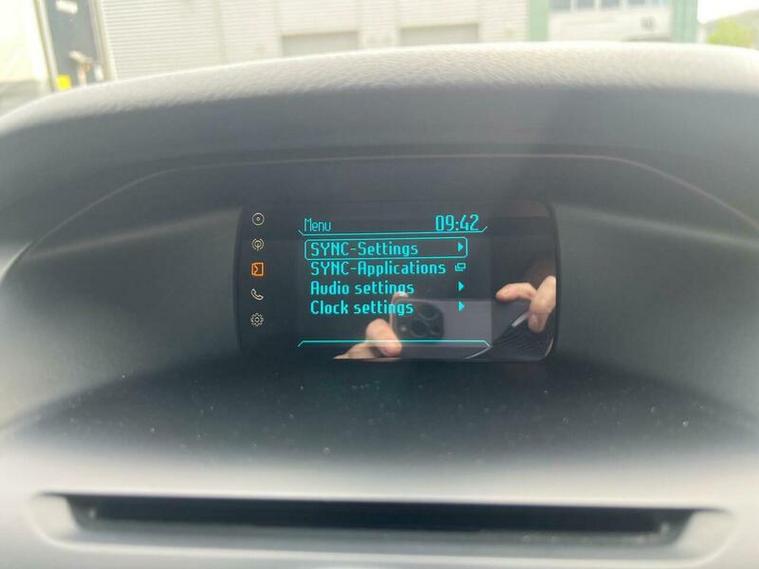 Menu 09:42
SYNC-Settings
SYNC-Applications
Audio settings
Clock settings